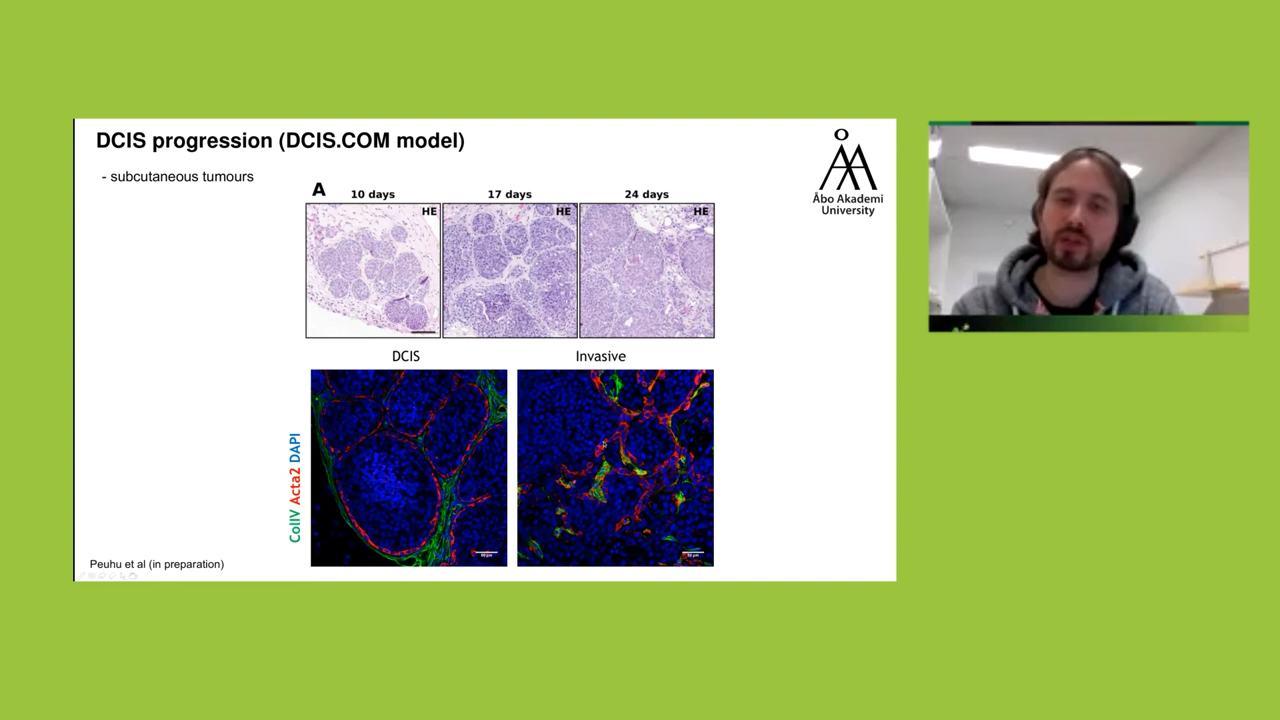 DCIS progression (DCIS.COM model)
- subcutaneous tumours
A
10 days 17 days 24 days
HE HE HE
DCIS Invasive
ColIV Acta2 DAPI
Peuhu et al (in preparation)
Åbo Akademi
University